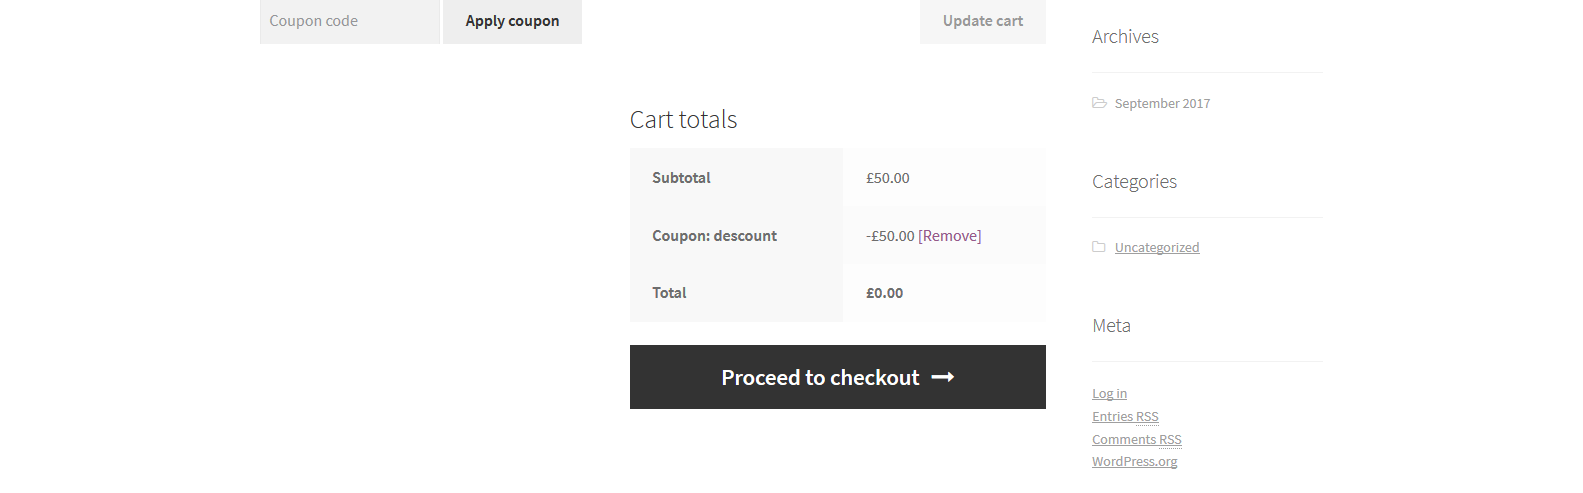 Coupon code
Apply coupon
Update cart
Cart totals
Subtotal £50.00
Coupon: descount -£50.00 [Remove]
Total £0.00
Proceed to checkout →
Archives
September 2017
Categories
Uncategorized
Meta
Log in
Entries RSS
Comments RSS
WordPress.org